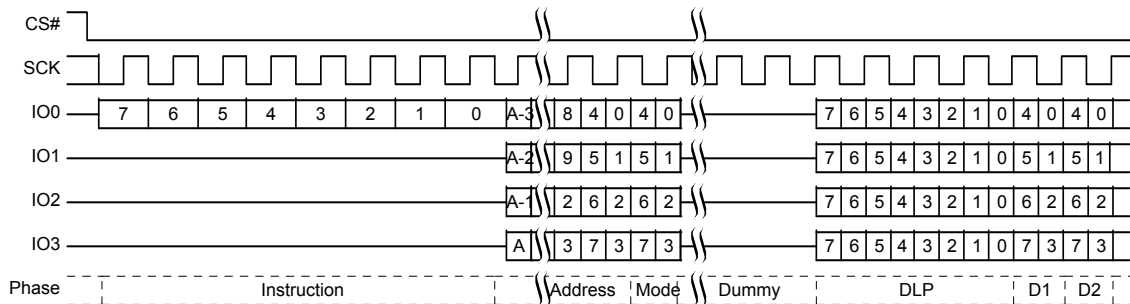 CS#
SCK
IO0 7 6 5 4 3 2 1 0 A-3 8 4 0 4 0 7 6 5 4 3 2 1 0 4 0 4 0
IO1 A-2 9 5 1 5 1 7 6 5 4 3 2 1 0 5 1 5 1
IO2 A-1 2 6 2 6 2 7 6 5 4 3 2 1 0 6 2 6 2
IO3 A 3 7 3 7 3 7 6 5 4 3 2 1 0 7 3 7 3
Phase Instruction Address Mode Dummy DLP D1 D2